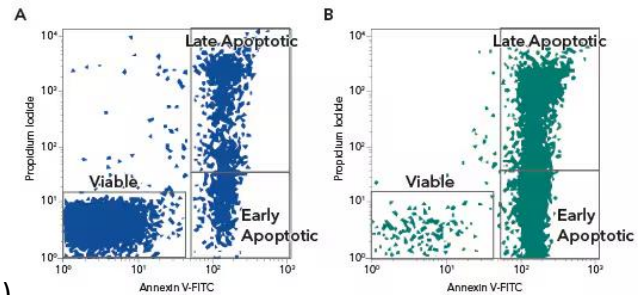 A
B
10⁴
Late Apoptotic
10³
10²
Viable
10¹
Early
Apoptotic
10⁰
10⁰
10¹
10²
10³
Propidium Iodide
Annexin V-FITC
10⁴
Late Apoptotic
10³
10²
Viable
10¹
Early
Apoptotic
10⁰
10⁰
10¹
10²
10³
Propidium Iodide
Annexin V-FITC
)